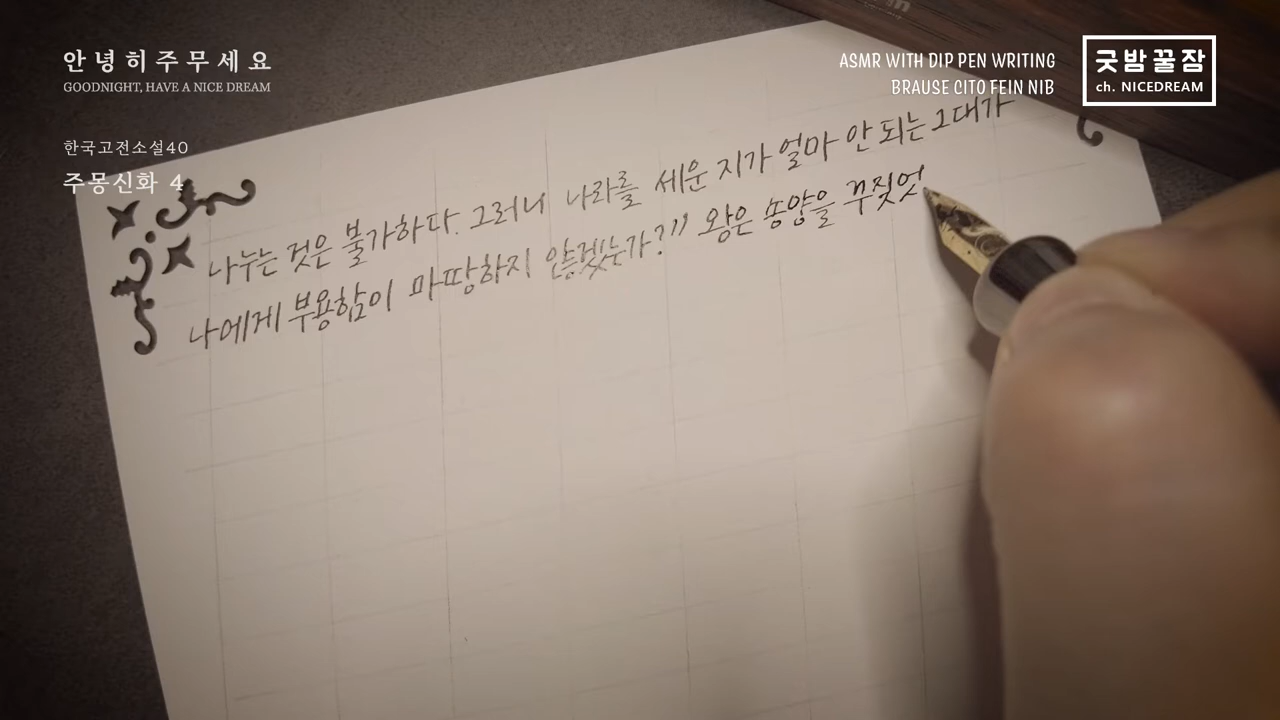 안녕히주무세요
GOODNIGHT, HAVE A NICE DREAM
한국고전소설40
주몽신화 4
ASMR WITH DIP PEN WRITING
BRAUSE CITO FEIN NIB
굿밤꿀잠
ch. NICEDREAM
나누는 것은 불가하다. 그러니 나라를 세운 지가 얼마 안 되는 그대가
나에게 부용함이 마땅하지 않겠는가?" 왕은 송양을 꾸짖었